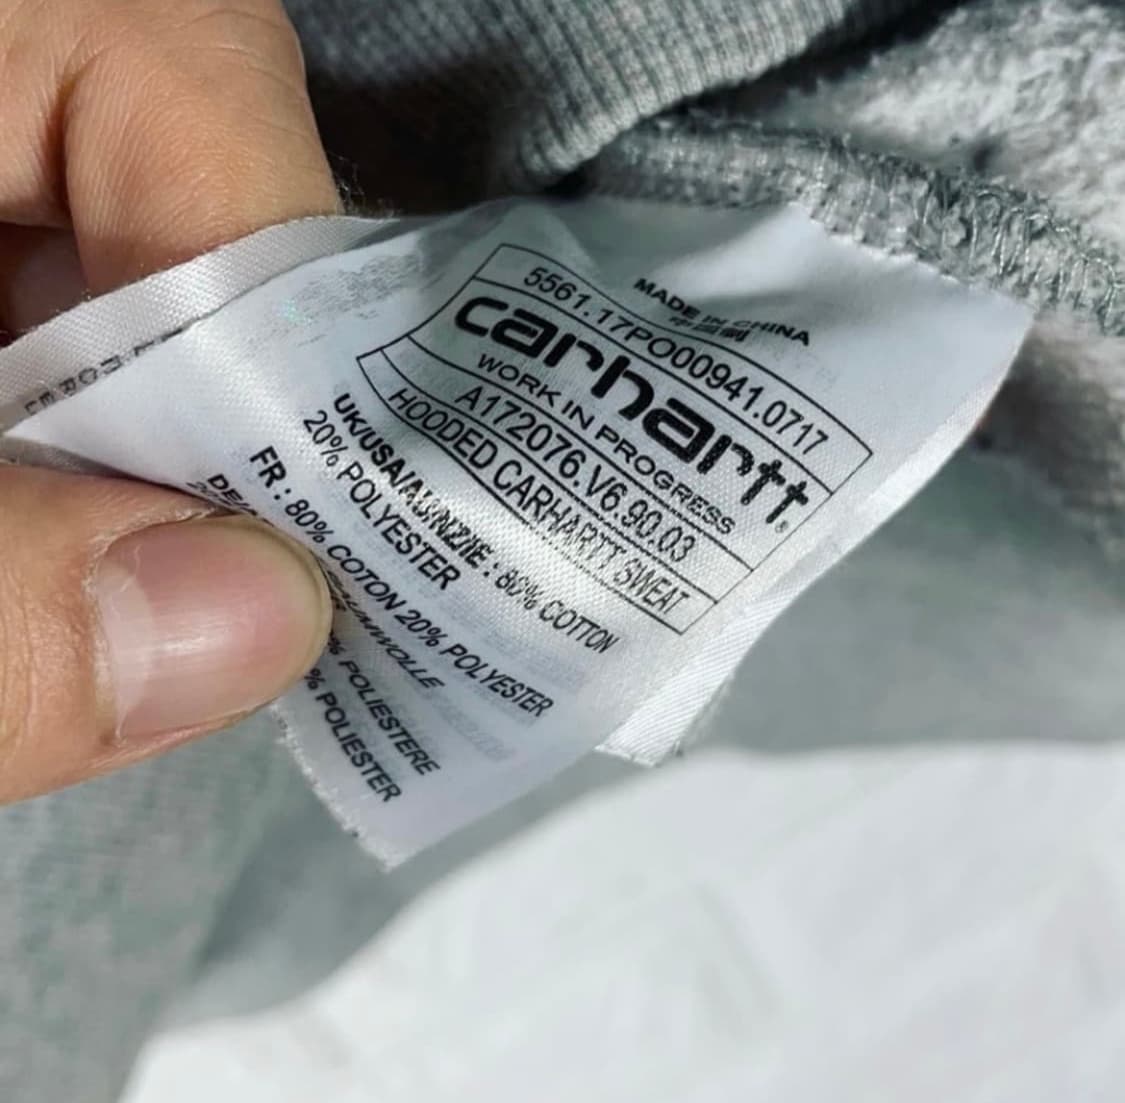 MADE IN CHINA
5561.17PO00941.0717
carhartt
WORK IN PROGRESS
A172076.V6.90.03
HOODED CARHARTT SWEAT
UK/USA/AU/NZ/IE : 80% COTTON
20% POLYESTER
FR : 80% COTON 20% POLYESTER
% POLIESTERE
% POLIESTER